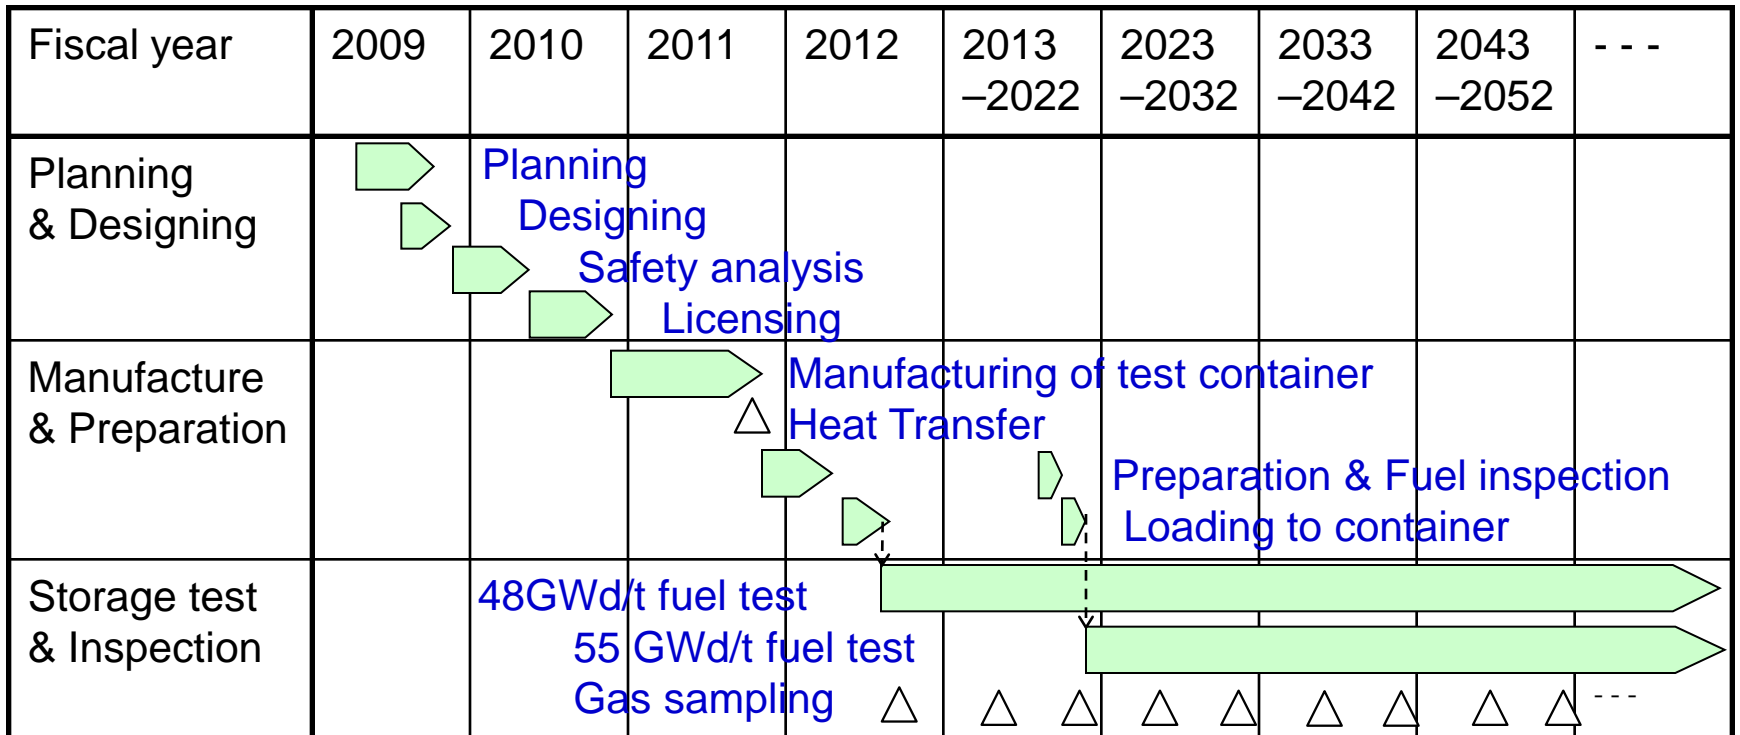 Fiscal year 2009 2010 2011 2012 2013 2023 2033 2043 - - -
–2022 –2032 –2042 –2052
Planning
& Designing
Planning
Designing
Safety analysis
Licensing
Manufacture
& Preparation
Manufacturing of test container
Heat Transfer
Preparation & Fuel inspection
Loading to container
Storage test
& Inspection
48GWd/t fuel test
55 GWd/t fuel test
Gas sampling - - -